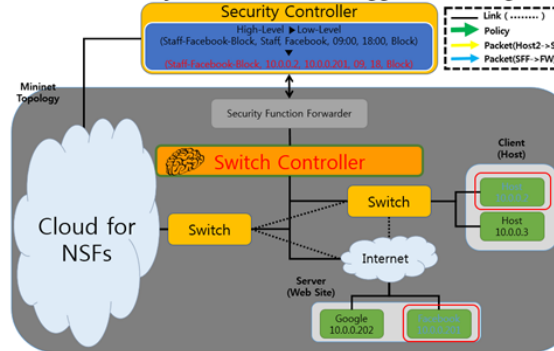 Security Controller
High-Level ▶Low-Level
(Staff-Facebook-Block, Staff, Facebook, 09:00, 18:00, Block)
(Staff-Facebook-Block, 10.0.0.2, 10.0.0.201, 09, 18, Block)
Link (········)
Policy
Packet(Host2->S
Packet(SFF->FW
Mininet
Topology
Security Function Forwarder
Switch Controller
Client
(Host)
Switch
Host
10.0.0.3
Cloud for
NSFs
Switch
Internet
Server
(Web Site)
Google
10.0.0.202